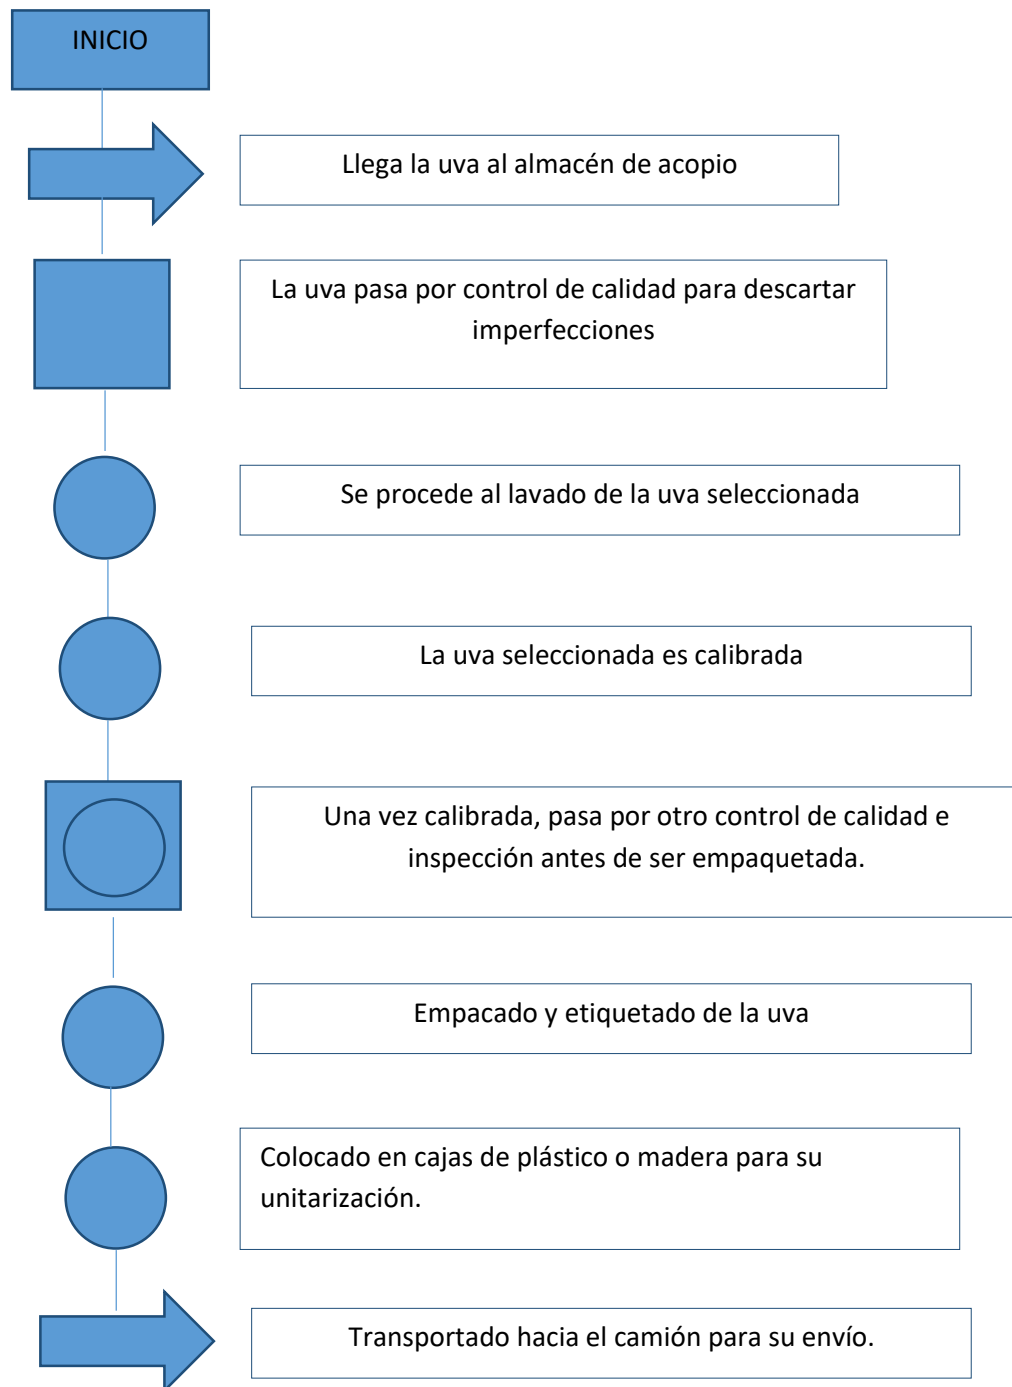 INICIO
Llega la uva al almacén de acopio
La uva pasa por control de calidad para descartar
imperfecciones
Se procede al lavado de la uva seleccionada
La uva seleccionada es calibrada
Una vez calibrada, pasa por otro control de calidad e
inspección antes de ser empaquetada.
Empacado y etiquetado de la uva
Colocado en cajas de plástico o madera para su
unitarización.
Transportado hacia el camión para su envío.